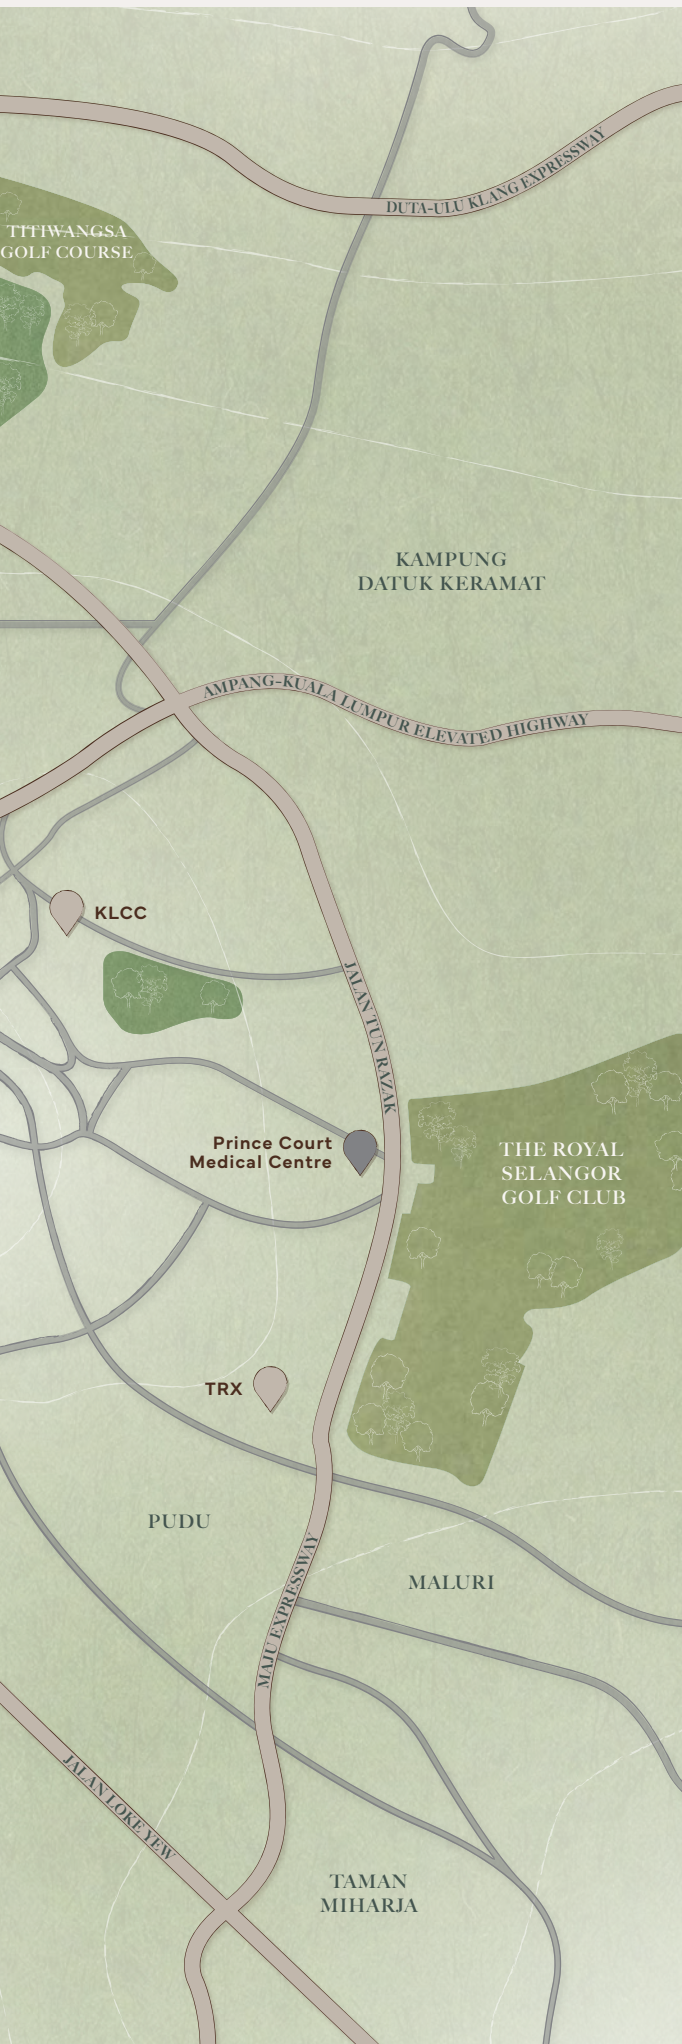 DUTA-ULU KLANG EXPRESSWAY
TITIWANGSA
GOLF COURSE
KAMPUNG
DATUK KERAMAT
AMPANG-KUALA LUMPUR ELEVATED HIGHWAY
KLCC
JALAN TUN RAZAK
Prince Court
Medical Centre
THE ROYAL
SELANGOR
GOLF CLUB
TRX
PUDU
MALURI
MAJU EXPRESSWAY
JALAN LOKE YEW
TAMAN
MIHARJA